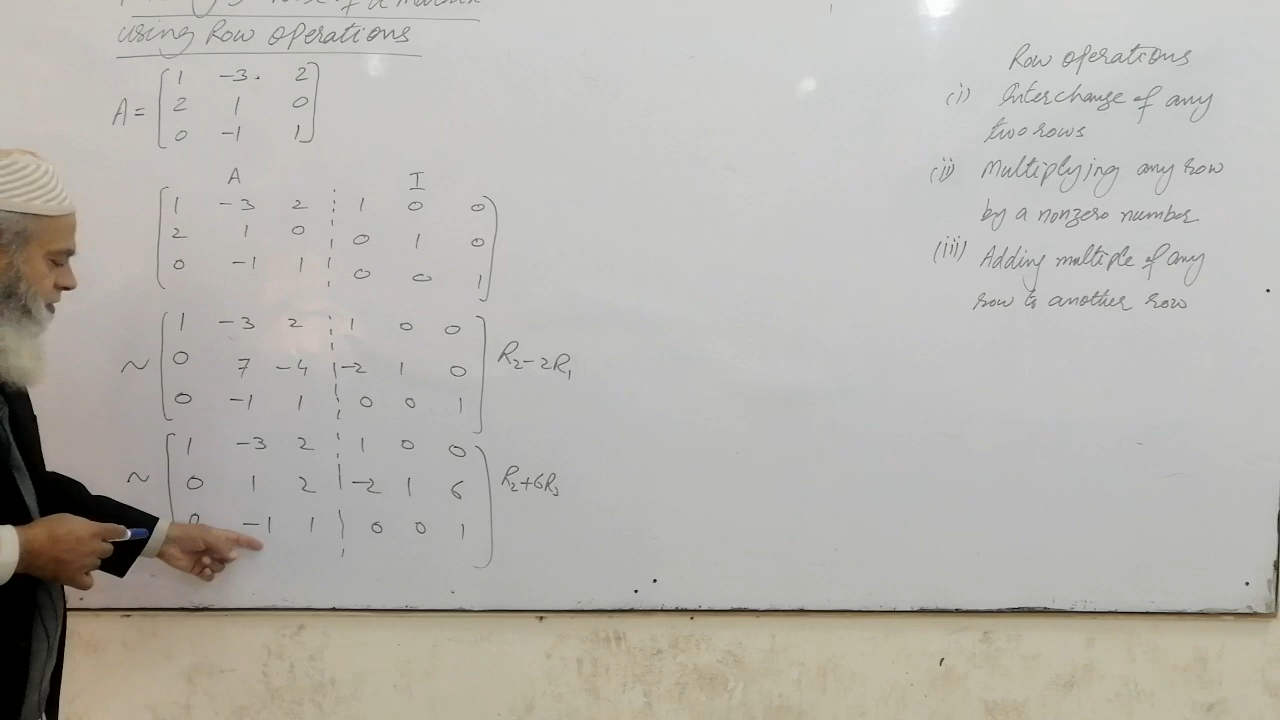 of a
using Row operations
A = [ 1 -3 2
2 1 0
0 -1 1 ]
A I
1 -3 2 1 0 0
2 1 0 0 1 0
0 -1 1 0 0 1
1 -3 2 1 0 0
~ 0 7 -4 -2 1 0 R2-2R1
0 -1 1 0 0 1
1 -3 2 1 0 0
~ 0 1 2 -2 1 6 R2+6R3
0 -1 1 0 0 1
Row operations
(i) Interchange of any
two rows
(ii) Multiplying any row
by a nonzero number
(iii) Adding multiple of any
row to another row